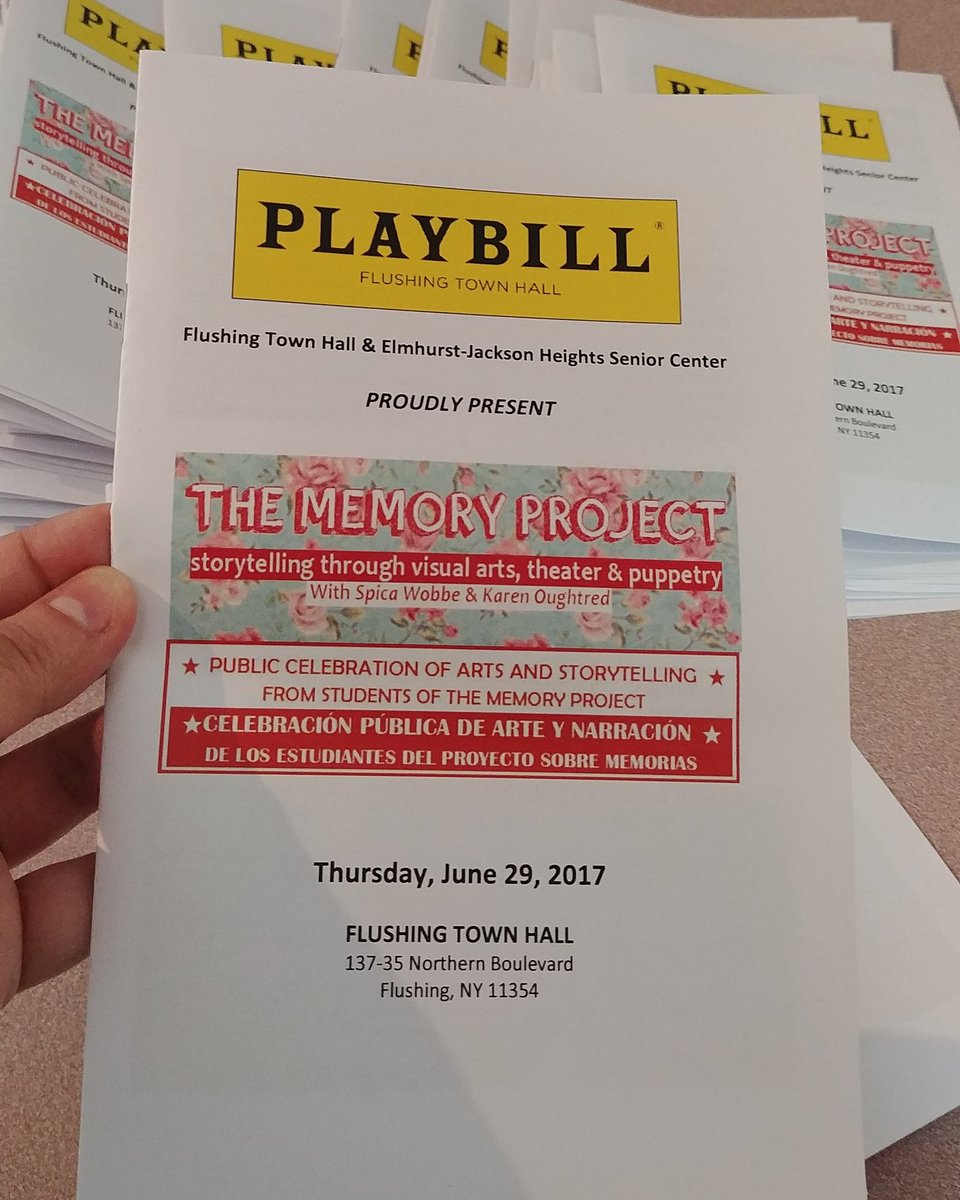 PLAYBILL®
FLUSHING TOWN HALL
Flushing Town Hall & Elmhurst-Jackson Heights Senior Center
PROUDLY PRESENT
THE MEMORY PROJECT
storytelling through visual arts, theater & puppetry
With Spica Wobbe & Karen Oughtred
★ PUBLIC CELEBRATION OF ARTS AND STORYTELLING ★
FROM STUDENTS OF THE MEMORY PROJECT
★CELEBRACIÓN PÚBLICA DE ARTE Y NARRACIÓN ★
DE LOS ESTUDIANTES DEL PROYECTO SOBRE MEMORIAS
Thursday, June 29, 2017
FLUSHING TOWN HALL
137-35 Northern Boulevard
Flushing, NY 11354